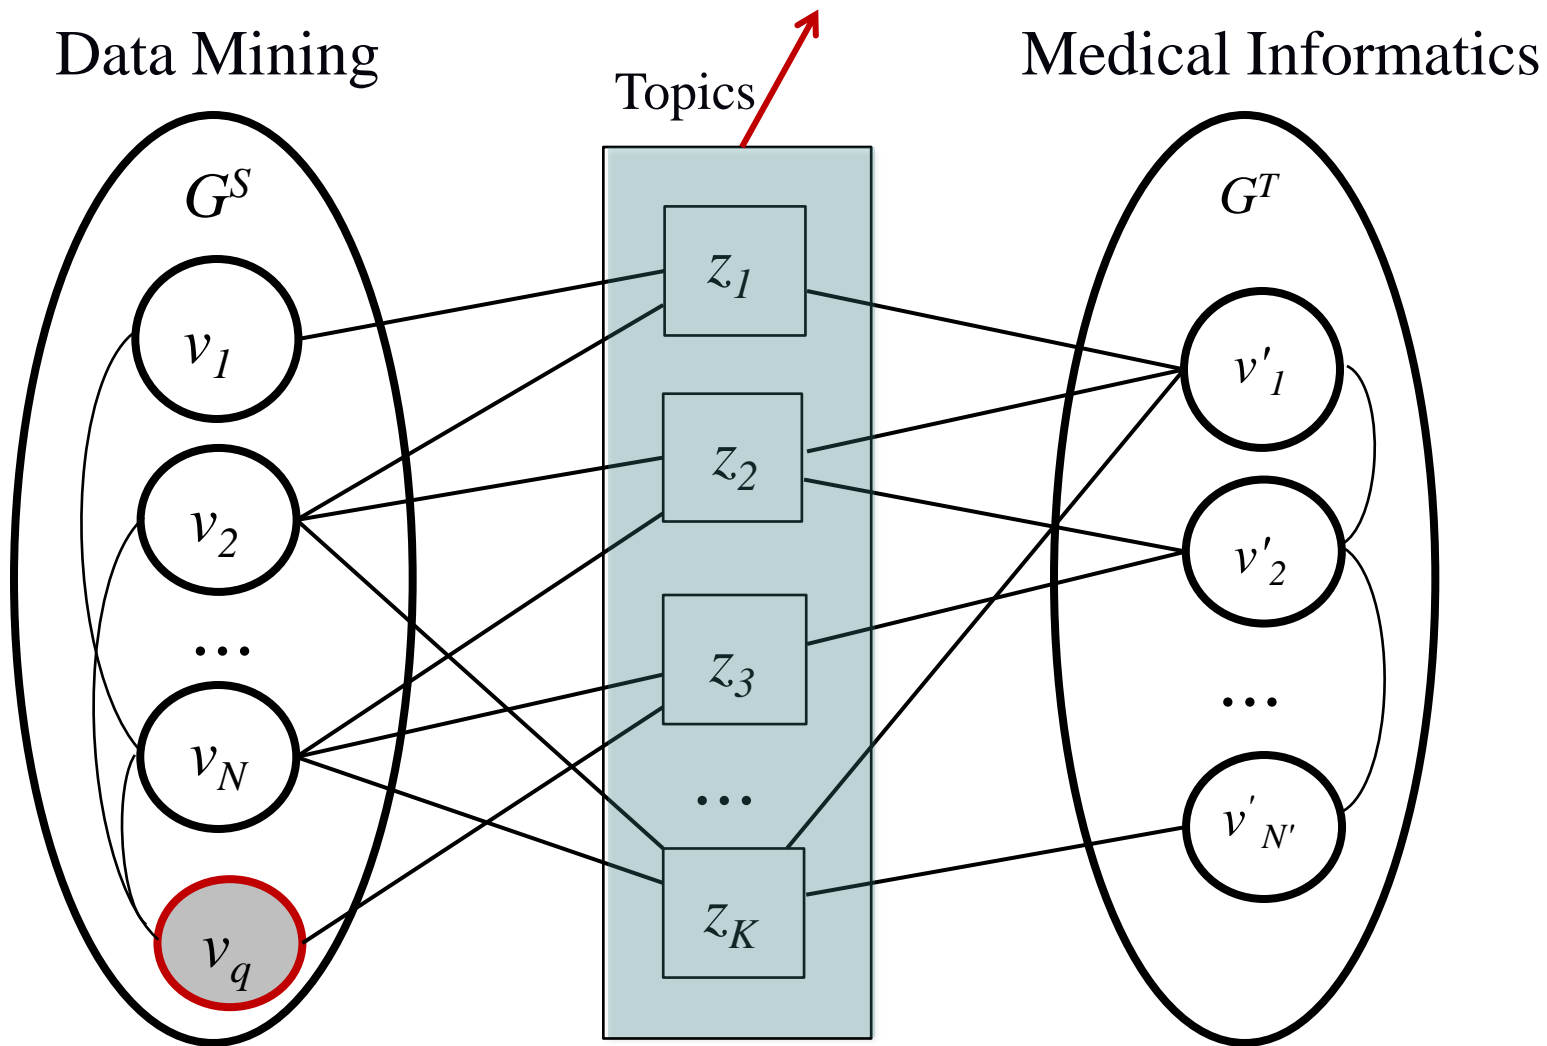 Data Mining
Topics
Medical Informatics
G^S
v_1
v_2
...
v_N
v_q
z_1
z_2
z_3
...
z_K
G^T
v'_1
v'_2
...
v'_N'